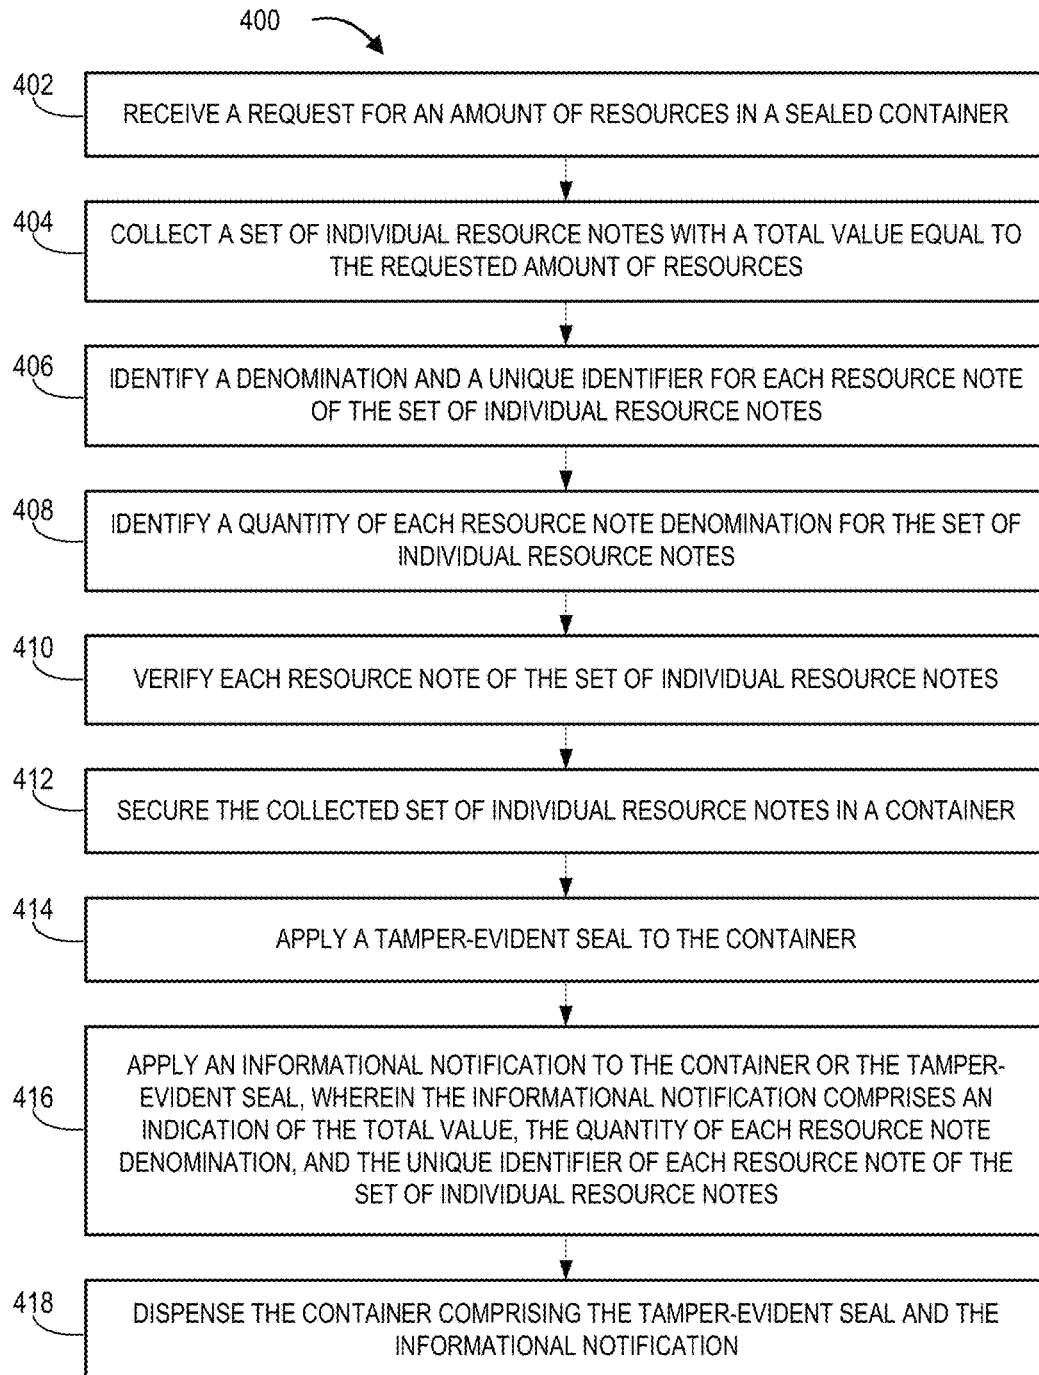 400
402
RECEIVE A REQUEST FOR AN AMOUNT OF RESOURCES IN A SEALED CONTAINER
404
COLLECT A SET OF INDIVIDUAL RESOURCE NOTES WITH A TOTAL VALUE EQUAL TO
THE REQUESTED AMOUNT OF RESOURCES
406
IDENTIFY A DENOMINATION AND A UNIQUE IDENTIFIER FOR EACH RESOURCE NOTE
OF THE SET OF INDIVIDUAL RESOURCE NOTES
408
IDENTIFY A QUANTITY OF EACH RESOURCE NOTE DENOMINATION FOR THE SET OF
INDIVIDUAL RESOURCE NOTES
410
VERIFY EACH RESOURCE NOTE OF THE SET OF INDIVIDUAL RESOURCE NOTES
412
SECURE THE COLLECTED SET OF INDIVIDUAL RESOURCE NOTES IN A CONTAINER
414
APPLY A TAMPER-EVIDENT SEAL TO THE CONTAINER
416
APPLY AN INFORMATIONAL NOTIFICATION TO THE CONTAINER OR THE TAMPER-
EVIDENT SEAL, WHEREIN THE INFORMATIONAL NOTIFICATION COMPRISES AN
INDICATION OF THE TOTAL VALUE, THE QUANTITY OF EACH RESOURCE NOTE
DENOMINATION, AND THE UNIQUE IDENTIFIER OF EACH RESOURCE NOTE OF THE
SET OF INDIVIDUAL RESOURCE NOTES
418
DISPENSE THE CONTAINER COMPRISING THE TAMPER-EVIDENT SEAL AND THE
INFORMATIONAL NOTIFICATION